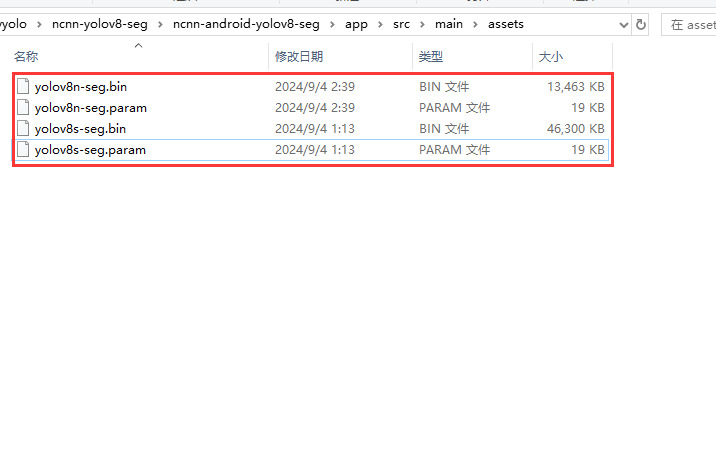 yolo > ncnn-yolov8-seg > ncnn-android-yolov8-seg > app > src > main > assets 在 asset
名称 修改日期 类型 大小
yolov8n-seg.bin 2024/9/4 2:39 BIN 文件 13,463 KB
yolov8n-seg.param 2024/9/4 2:39 PARAM 文件 19 KB
yolov8s-seg.bin 2024/9/4 1:13 BIN 文件 46,300 KB
yolov8s-seg.param 2024/9/4 1:13 PARAM 文件 19 KB